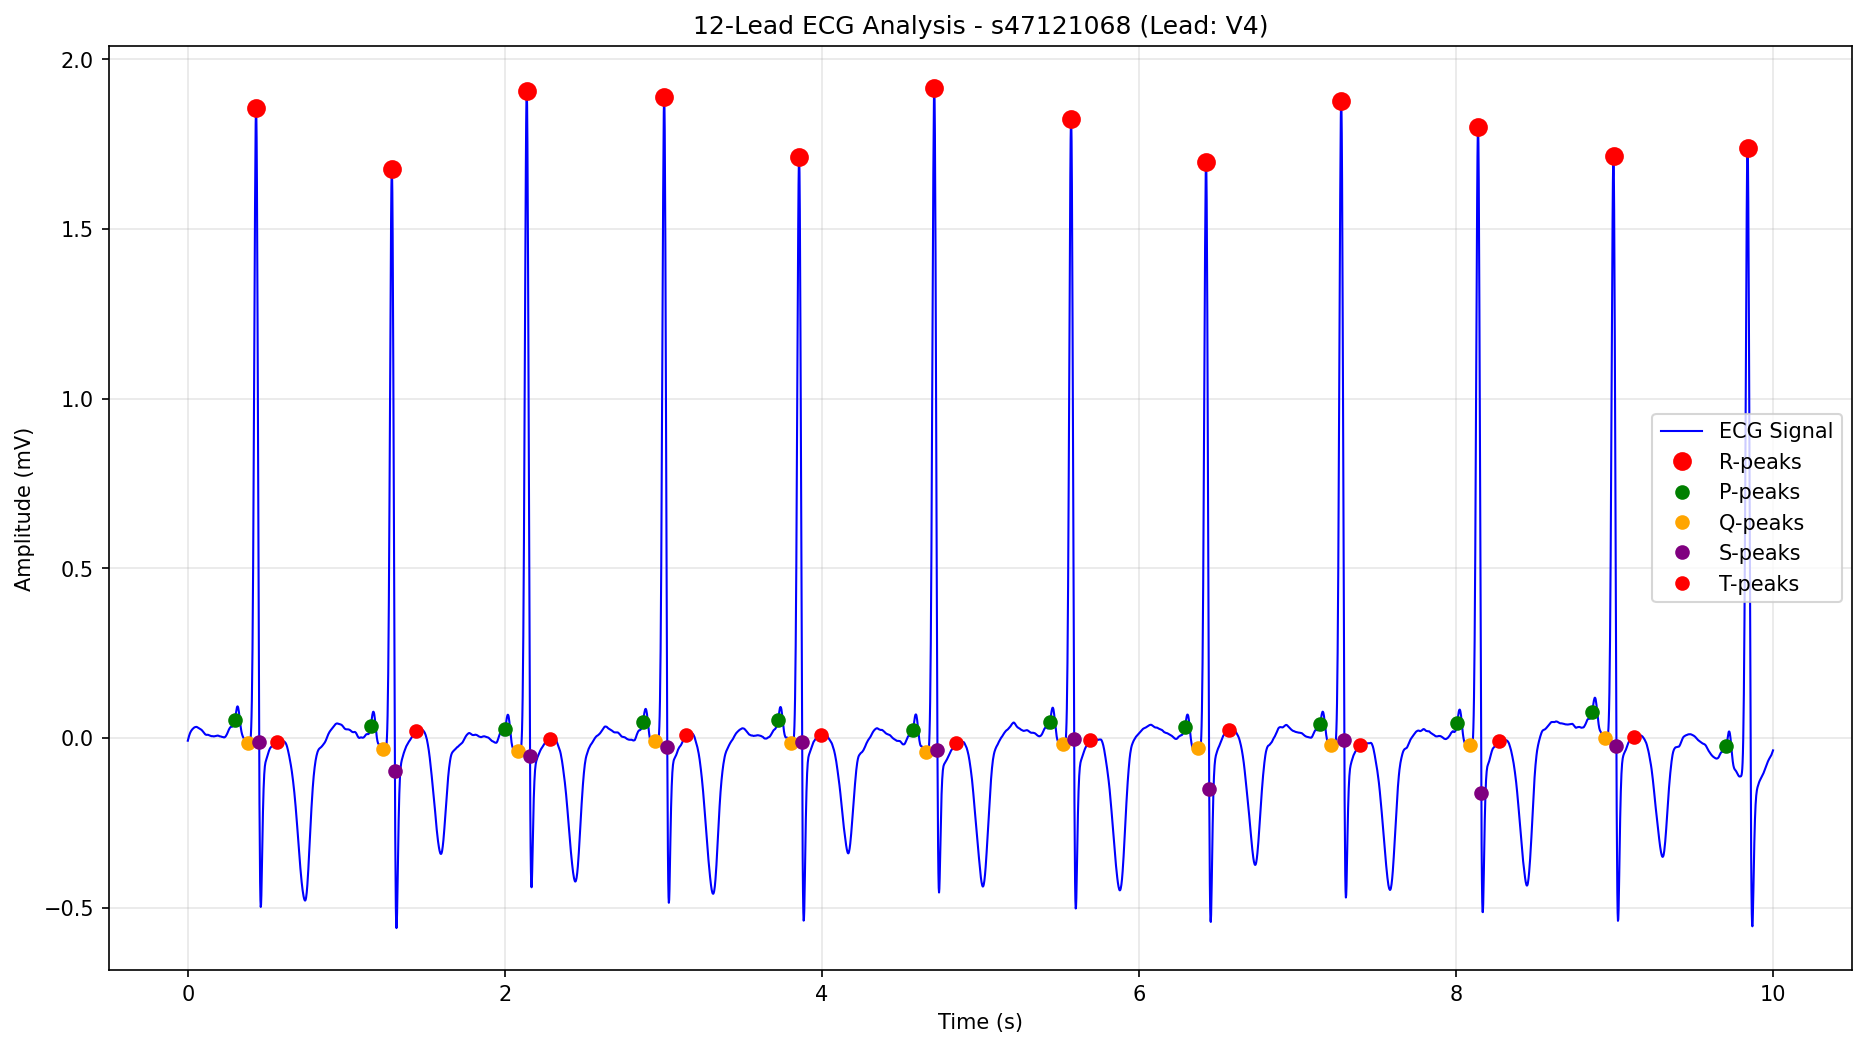 12-Lead ECG Analysis - s47121068 (Lead: V4)
2.0
1.5
1.0
0.5
0.0
−0.5
Amplitude (mV)
ECG Signal
R-peaks
P-peaks
Q-peaks
S-peaks
T-peaks
0 2 4 6 8 10
Time (s)